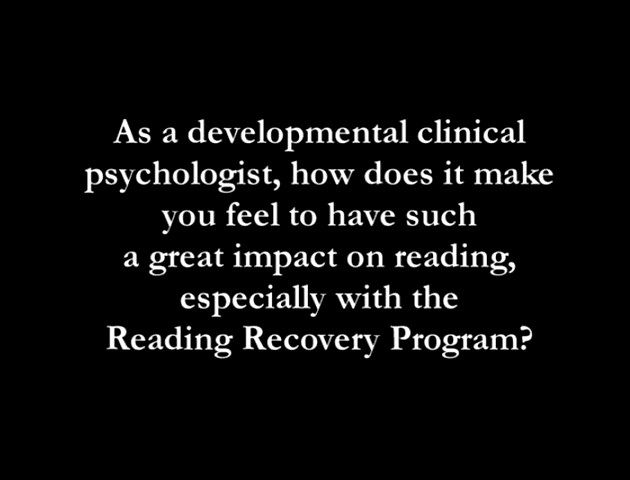 As a developmental clinical
psychologist, how does it make
you feel to have such
a great impact on reading,
especially with the
Reading Recovery Program?